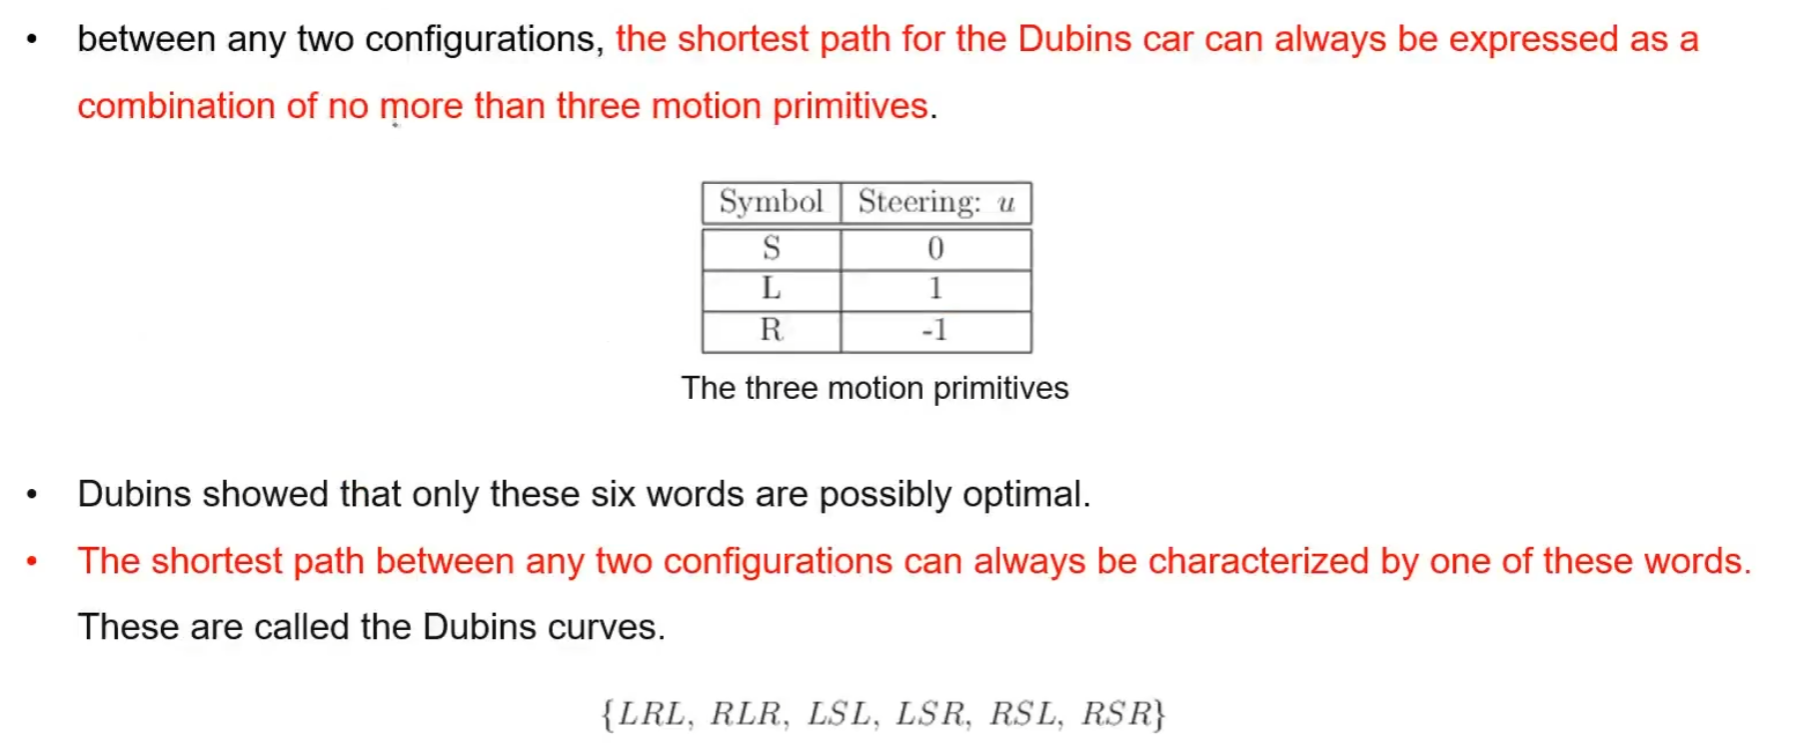 • between any two configurations, the shortest path for the Dubins car can always be expressed as a
combination of no more than three motion primitives.
Symbol Steering: u
S 0
L 1
R -1
The three motion primitives
• Dubins showed that only these six words are possibly optimal.
• The shortest path between any two configurations can always be characterized by one of these words.
These are called the Dubins curves.
{LRL, RLR, LSL, LSR, RSL, RSR}